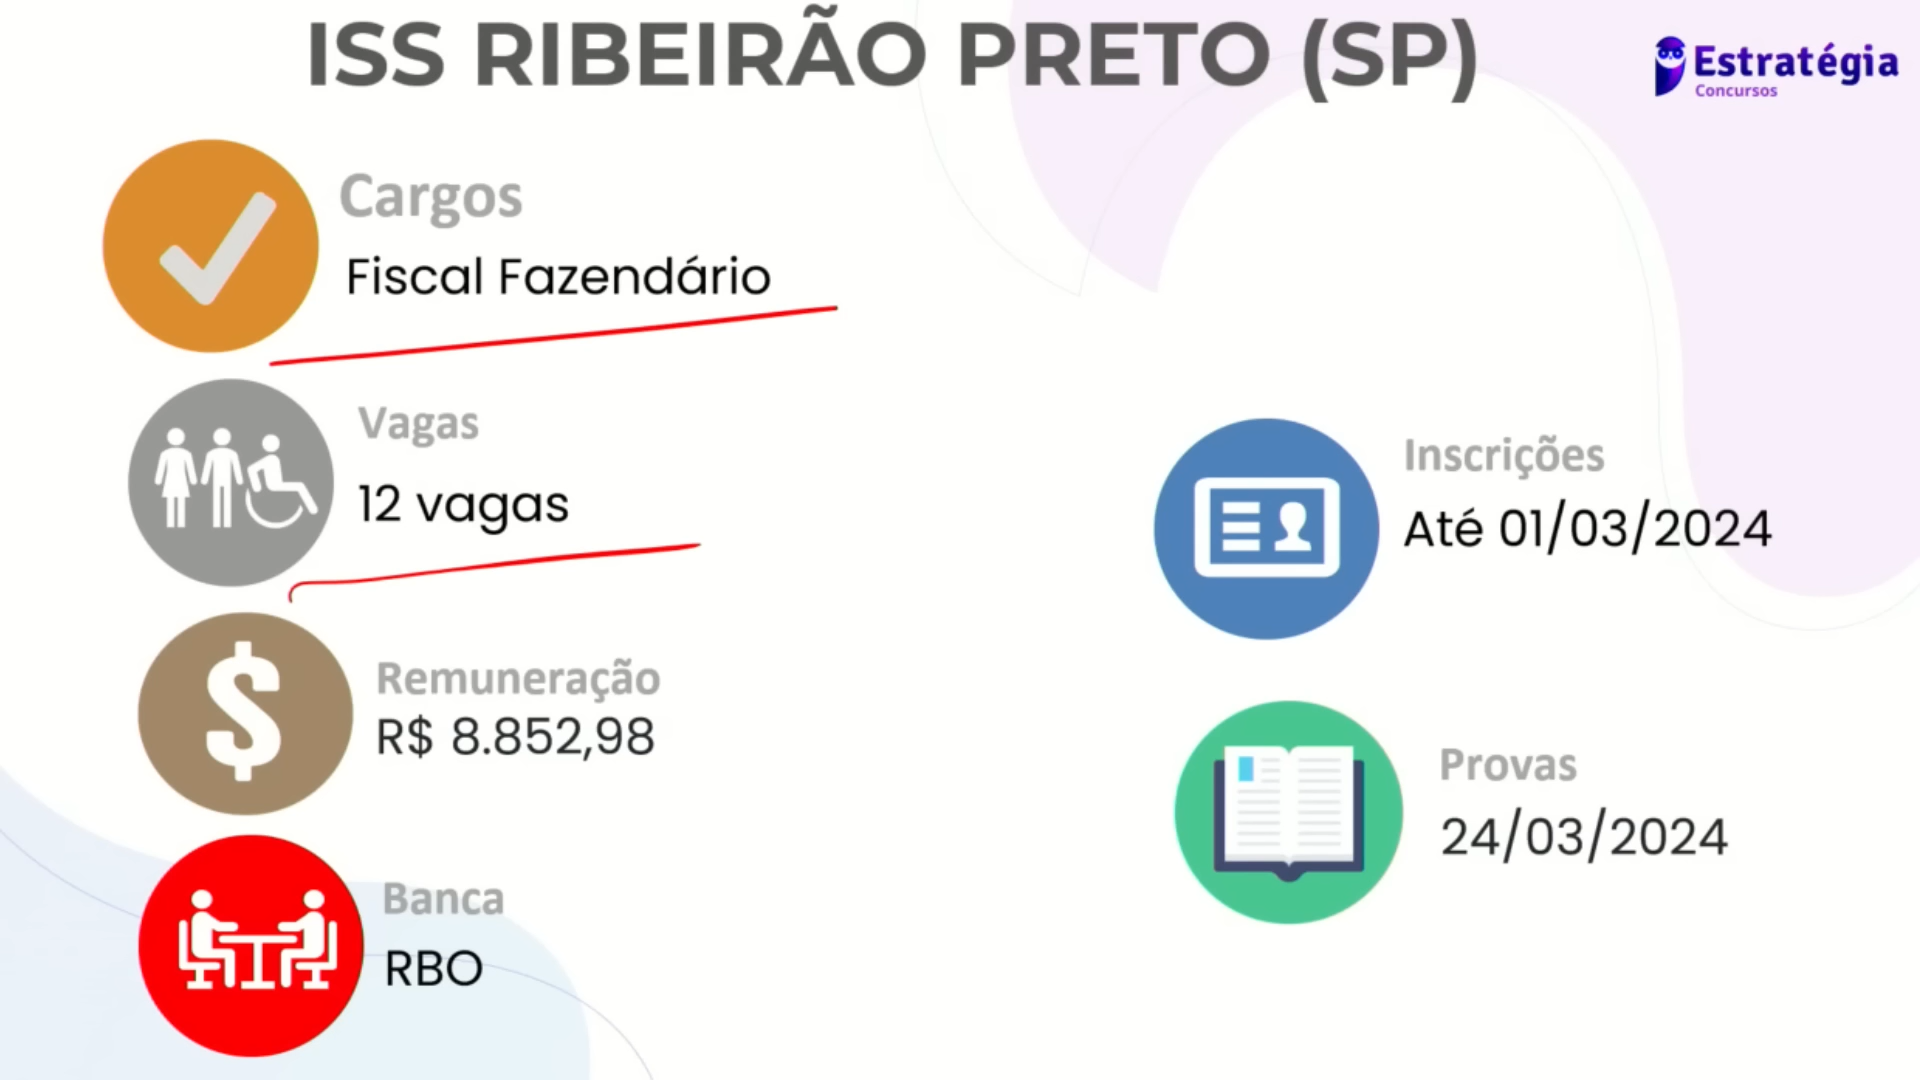 ISS RIBEIRÃO PRETO (SP)
Estratégia
Concursos
Cargos
Fiscal Fazendário
Vagas
12 vagas
Remuneração
R$ 8.852,98
Banca
RBO
Inscrições
Até 01/03/2024
Provas
24/03/2024